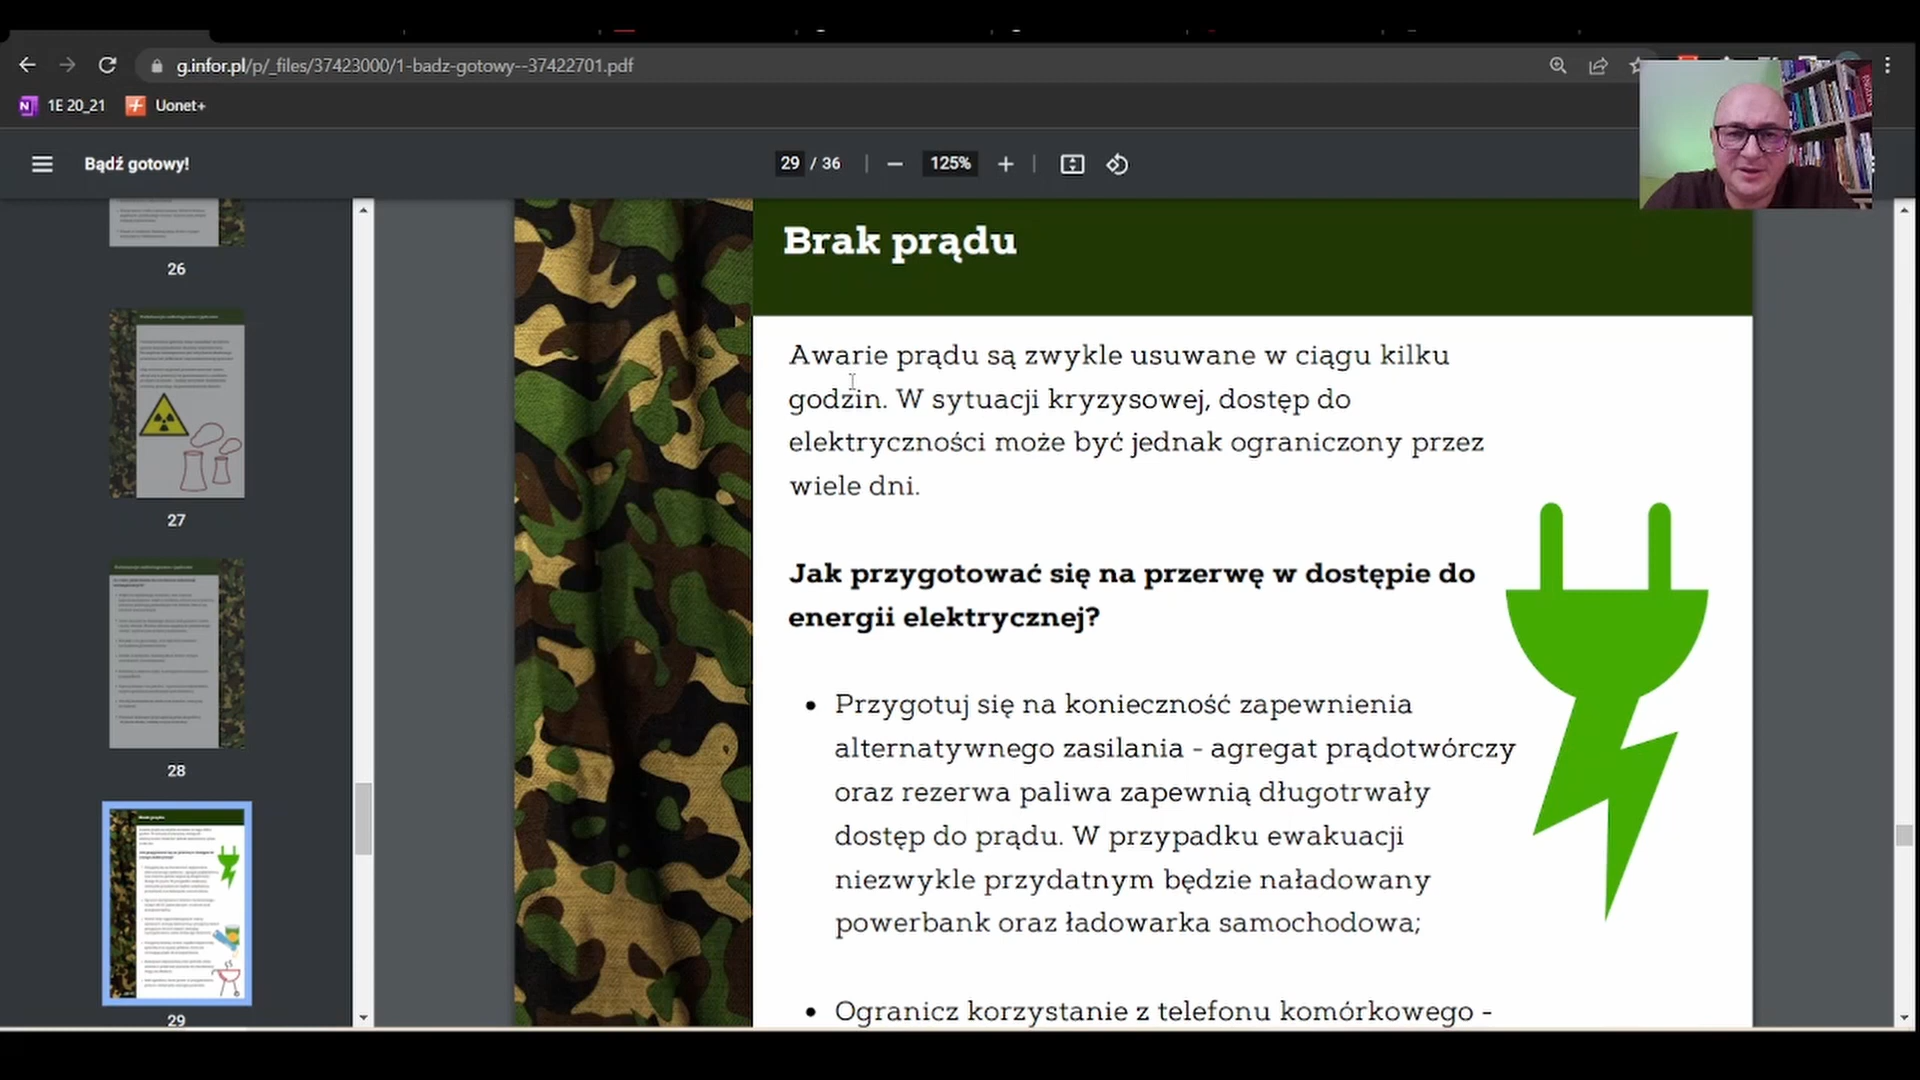 g.infor.pl/p/_files/37423000/1-badz-gotowy--37422701.pdf
1E 20_21
Uonet+
Bądź gotowy!
29 / 36
125%
26
27
28
29
Brak prądu
Awarie prądu są zwykle usuwane w ciągu kilku
godzin. W sytuacji kryzysowej, dostęp do
elektryczności może być jednak ograniczony przez
wiele dni.
Jak przygotować się na przerwę w dostępie do
energii elektrycznej?
• Przygotuj się na konieczność zapewnienia
alternatywnego zasilania - agregat prądotwórczy
oraz rezerwa paliwa zapewnią długotrwały
dostęp do prądu. W przypadku ewakuacji
niezwykle przydatnym będzie naładowany
powerbank oraz ładowarka samochodowa;
• Ogranicz korzystanie z telefonu komórkowego -